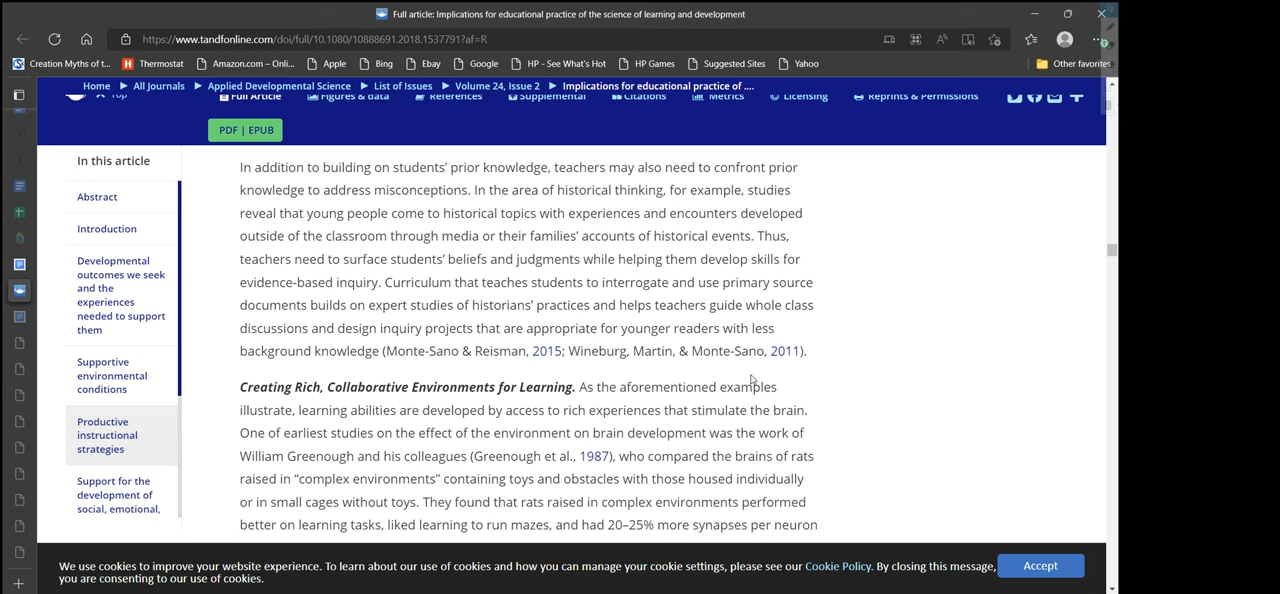 Full article: Implications for educational practice of the science of learning and development
https://www.tandfonline.com/doi/full/10.1080/10888691.2018.1537791?af=R
Creation Myths of t... Thermostat Amazon.com – Onli... Apple Bing Ebay Google HP - See What's Hot HP Games Suggested Sites Yahoo Other favorites
Home All Journals Applied Developmental Science List of Issues Volume 24, Issue 2 Implications for educational practice of ....
Top Full Article Figures & data References Supplemental Citations Metrics Licensing Reprints & Permissions
PDF | EPUB
In this article
Abstract
Introduction
Developmental
outcomes we seek
and the
experiences
needed to support
them
Supportive
environmental
conditions
Productive
instructional
strategies
Support for the
development of
social, emotional,
In addition to building on students' prior knowledge, teachers may also need to confront prior
knowledge to address misconceptions. In the area of historical thinking, for example, studies
reveal that young people come to historical topics with experiences and encounters developed
outside of the classroom through media or their families' accounts of historical events. Thus,
teachers need to surface students' beliefs and judgments while helping them develop skills for
evidence-based inquiry. Curriculum that teaches students to interrogate and use primary source
documents builds on expert studies of historians' practices and helps teachers guide whole class
discussions and design inquiry projects that are appropriate for younger readers with less
background knowledge (Monte-Sano & Reisman, 2015; Wineburg, Martin, & Monte-Sano, 2011).
Creating Rich, Collaborative Environments for Learning. As the aforementioned examples
illustrate, learning abilities are developed by access to rich experiences that stimulate the brain.
One of earliest studies on the effect of the environment on brain development was the work of
William Greenough and his colleagues (Greenough et al., 1987), who compared the brains of rats
raised in “complex environments” containing toys and obstacles with those housed individually
or in small cages without toys. They found that rats raised in complex environments performed
better on learning tasks, liked learning to run mazes, and had 20–25% more synapses per neuron
We use cookies to improve your website experience. To learn about our use of cookies and how you can manage your cookie settings, please see our Cookie Policy. By closing this message,
you are consenting to our use of cookies.
Accept